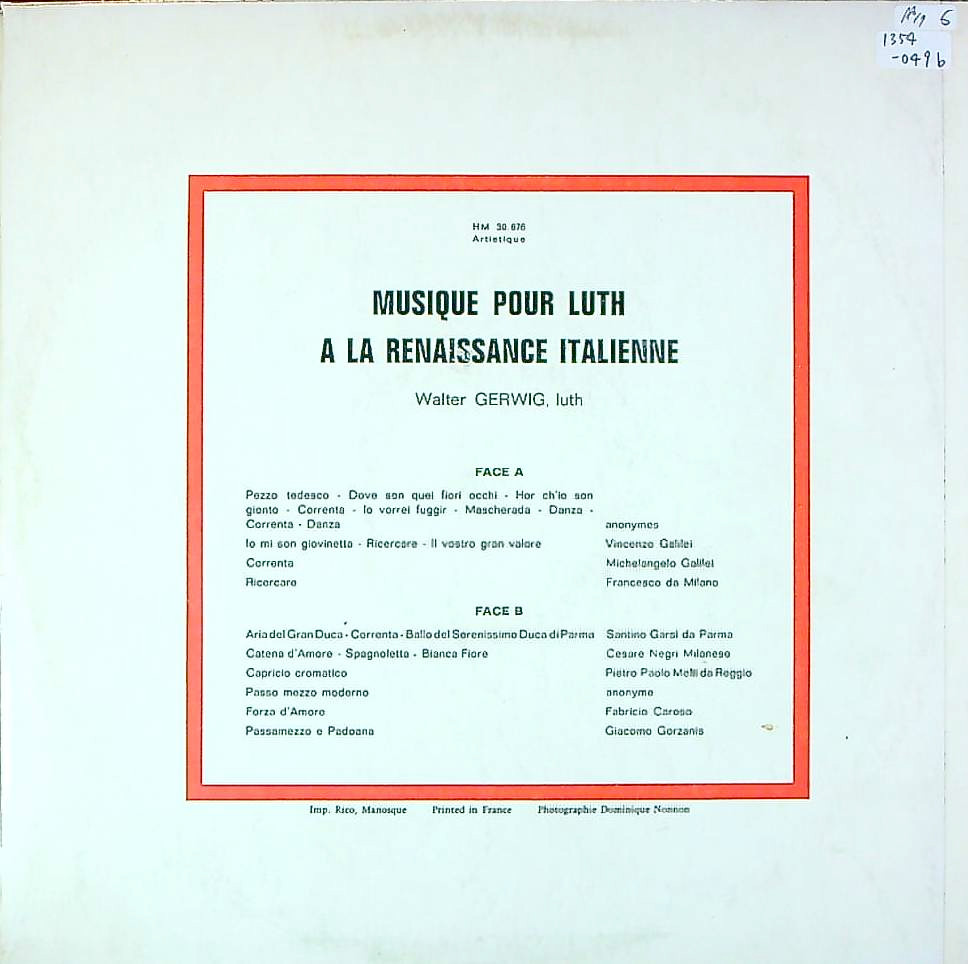 6
1354
-049b
HM 30.676
Artistique
MUSIQUE POUR LUTH
A LA RENAISSANCE ITALIENNE
Walter GERWIG, luth
FACE A
Pezzo tedesco - Dove son quei fiori occhi - Hor ch'io son
gionto - Correnta - Io vorrei fuggir - Mascherada - Danza -
Correnta - Danza anonymes
Io mi son giovinetta - Ricercare - Il vostro gran valore Vincenzo Galilei
Correnta Michelangelo Galilei
Ricercare Francesco da Milano
FACE B
Aria del Gran Duca - Correnta - Ballo del Serenissimo Duca di Parma Santino Garsi da Parma
Catena d'Amore - Spagnoletta - Bianca Fiore Cesare Negri Milanese
Capricio cromatico Pietro Paolo Melli da Reggio
Passo mezzo moderno anonyme
Forza d'Amore Fabricio Caroso
Passamezzo e Padoana Giacomo Gorzanis
Imp. Rico, Manosque Printed in France Photographie Dominique Nonnon